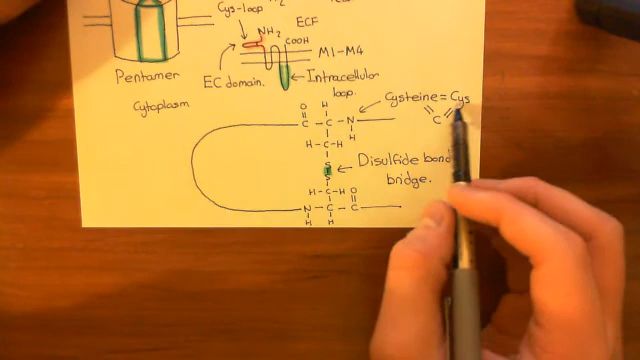 Cys-loop
ECF
NH2
COOH
M1-M4
EC domain.
Intracellular
loop.
Pentamer
Cytoplasm
Cysteine = Cys
= C =
H
O
C - C - N
H
H-C-H
S
S
Disulfide bond
bridge.
H-C-H O
N - C - C
H H